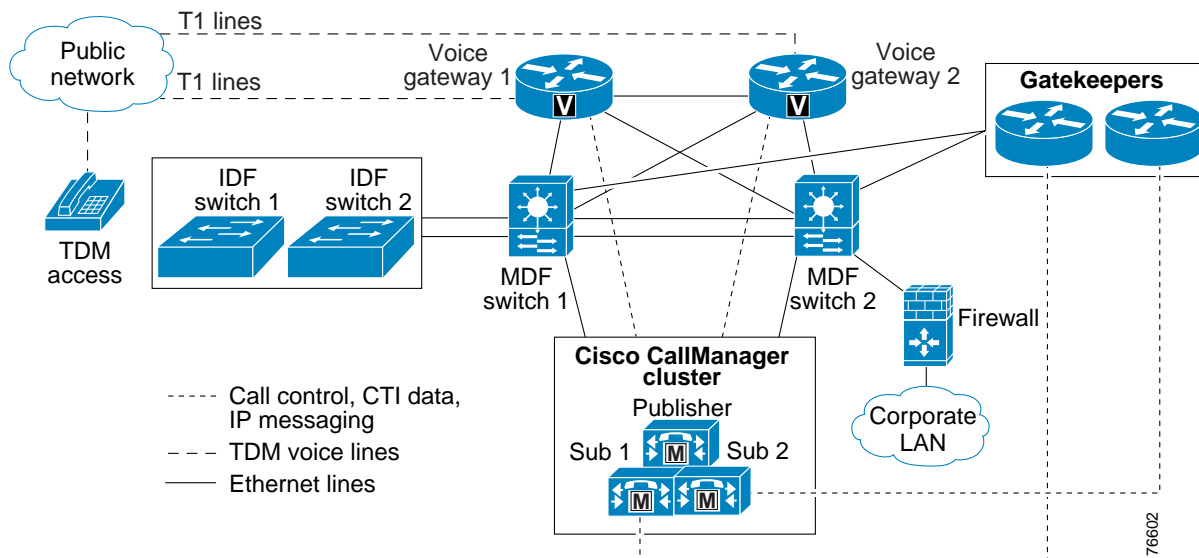 T1 lines
Public
network
T1 lines
Voice
gateway 1
Voice
gateway 2
Gatekeepers
V
V
TDM
access
IDF
switch 1
IDF
switch 2
MDF
switch 1
MDF
switch 2
Firewall
Corporate
LAN
Cisco CallManager
cluster
Publisher
M
Sub 1
Sub 2
M
M
Call control, CTI data,
IP messaging
TDM voice lines
Ethernet lines
76602